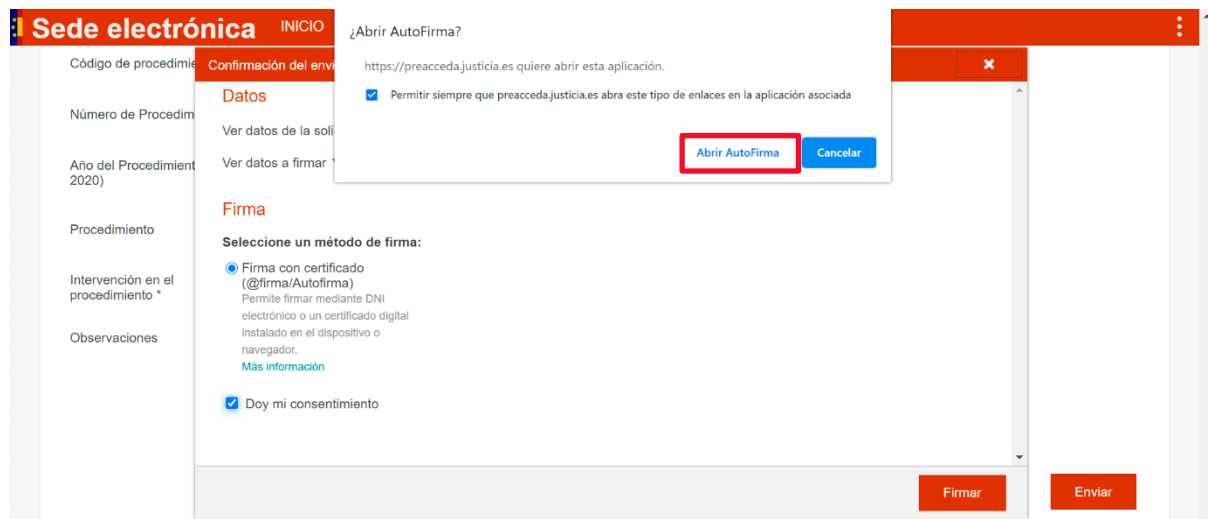 Sede electrónica
INICIO
¿Abrir AutoFirma?
https://preacceda.justicia.es quiere abrir esta aplicación.
Permitir siempre que preacceda.justicia.es abra este tipo de enlaces en la aplicación asociada
Abrir AutoFirma
Cancelar
Código de procedimie
Número de Procedim
Año del Procedimient
2020)
Procedimiento
Intervención en el
procedimiento *
Observaciones
Confirmación del envi
Datos
Ver datos de la soli
Ver datos a firmar
Firma
Seleccione un método de firma:
Firma con certificado
(@firma/Autofirma)
Permite firmar mediante DNI
electrónico o un certificado digital
instalado en el dispositivo o
navegador.
Más información
Doy mi consentimiento
Firmar
Enviar